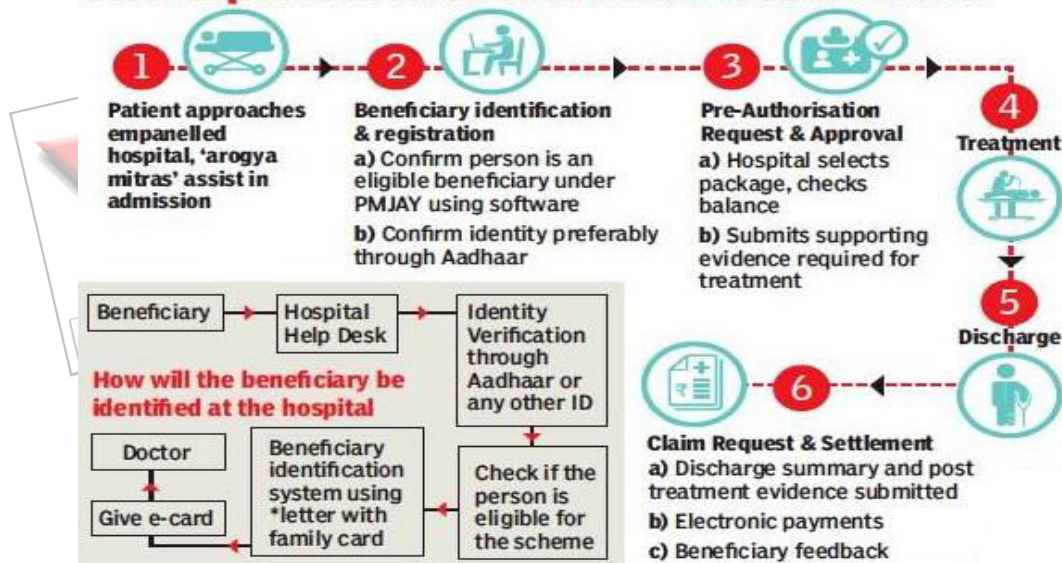 1
Patient approaches
empanelled
hospital, ‘arogya
mitras’ assist in
admission
2
Beneficiary identification
& registration
a) Confirm person is an
eligible beneficiary under
PMJAY using software
b) Confirm identity preferably
through Aadhaar
3
Pre-Authorisation
Request & Approval
a) Hospital selects
package, checks
balance
b) Submits supporting
evidence required for
treatment
4
Treatment
5
Discharge
6
₹
Claim Request & Settlement
a) Discharge summary and post
treatment evidence submitted
b) Electronic payments
c) Beneficiary feedback
How will the beneficiary be
identified at the hospital
Beneficiary
Hospital
Help Desk
Identity
Verification
through
Aadhaar or
any other ID
Check if the
person is
eligible for
the scheme
Beneficiary
identification
system using
*letter with
family card
Give e-card
Doctor